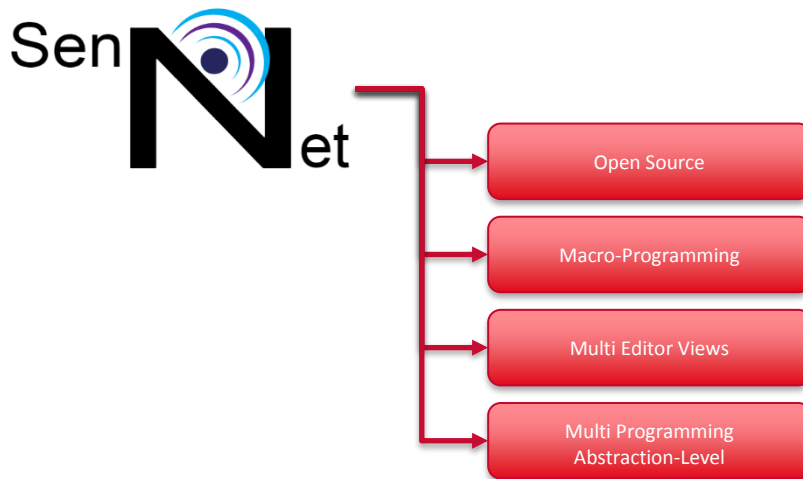 SenNet
Open Source
Macro-Programming
Multi Editor Views
Multi Programming
Abstraction-Level